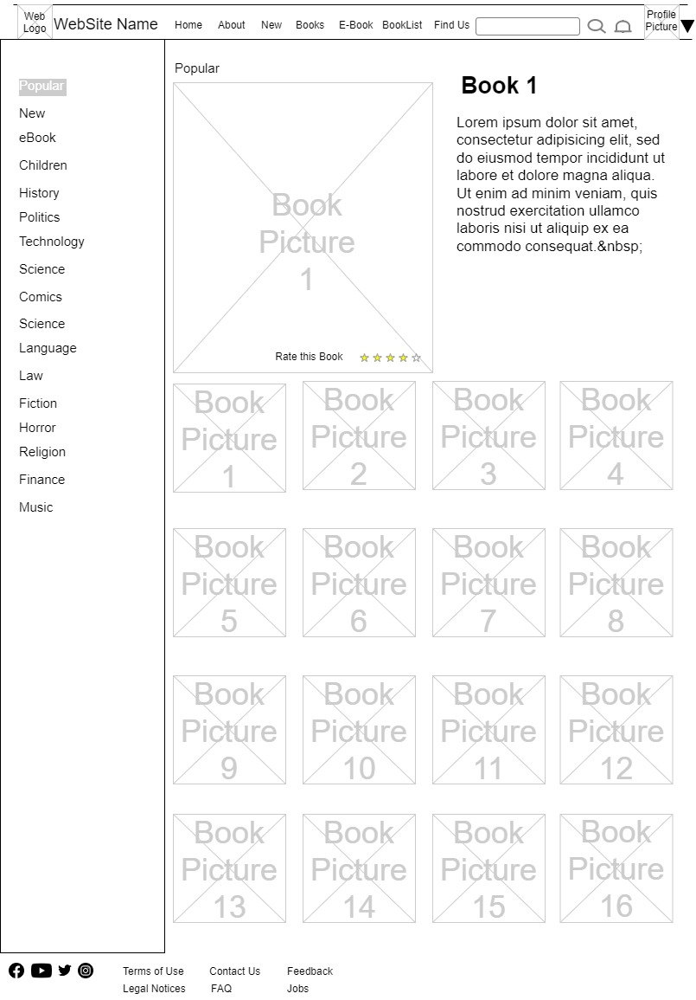 Web
Logo
WebSite Name
Home
About
New
Books
E-Book
BookList
Find Us
Profile
Picture
Popular
New
eBook
Children
History
Politics
Technology
Science
Comics
Science
Language
Law
Fiction
Horror
Religion
Finance
Music
Popular
Book
Picture
1
Rate this Book
Book 1
Lorem ipsum dolor sit amet,
consectetur adipisicing elit, sed
do eiusmod tempor incididunt ut
labore et dolore magna aliqua.
Ut enim ad minim veniam, quis
nostrud exercitation ullamco
laboris nisi ut aliquip ex ea
commodo consequat.&nbsp;
Book
Picture
1
Book
Picture
2
Book
Picture
3
Book
Picture
4
Book
Picture
5
Book
Picture
6
Book
Picture
7
Book
Picture
8
Book
Picture
9
Book
Picture
10
Book
Picture
11
Book
Picture
12
Book
Picture
13
Book
Picture
14
Book
Picture
15
Book
Picture
16
Terms of Use
Contact Us
Feedback
Legal Notices
FAQ
Jobs